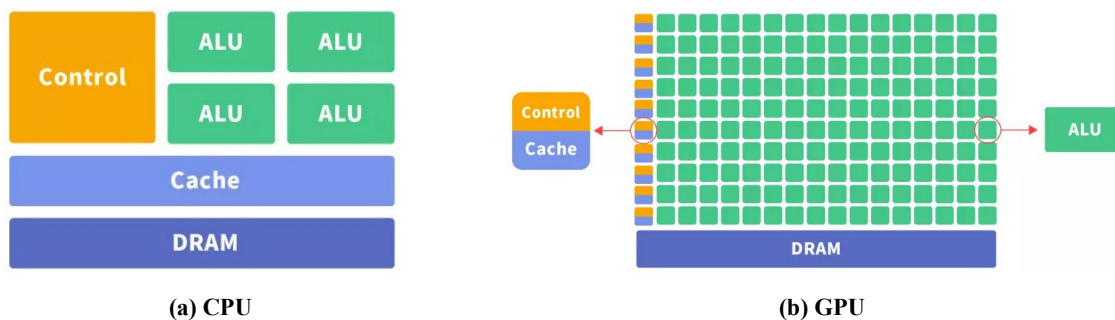 Control
ALU ALU
ALU ALU
Cache
DRAM
(a) CPU
Control
Cache
ALU
DRAM
(b) GPU